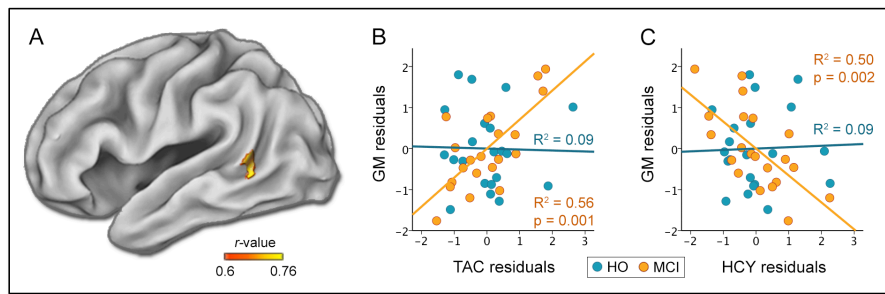 A
r-value
0.6 0.76
B
GM residuals
2
1
0
-1
-2
R² = 0.09
R² = 0.56
p = 0.001
-2 -1 0 1 2 3
TAC residuals
C
GM residuals
2
1
0
-1
-2
R² = 0.50
p = 0.002
R² = 0.09
-2 -1 0 1 2 3
HCY residuals
HO MCI